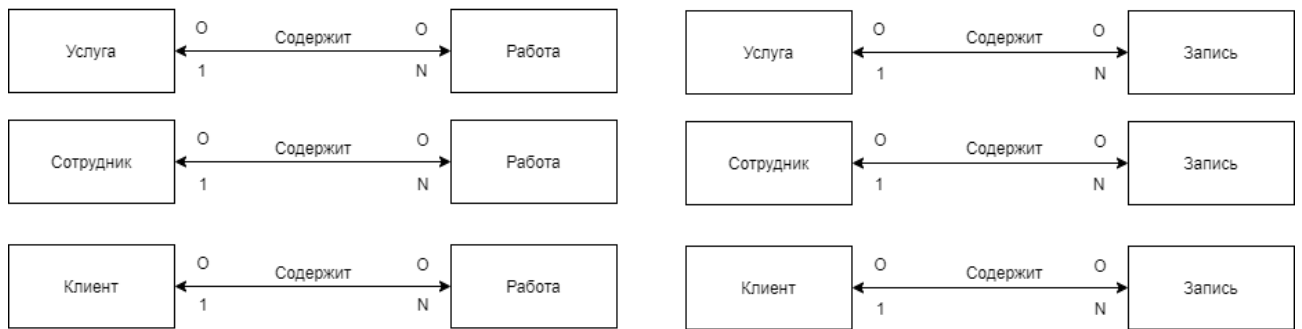 О Содержит О
Услуга Работа
1 N
О Содержит О
Услуга Запись
1 N
О Содержит О
Сотрудник Работа
1 N
О Содержит О
Сотрудник Запись
1 N
О Содержит О
Клиент Работа
1 N
О Содержит О
Клиент Запись
1 N